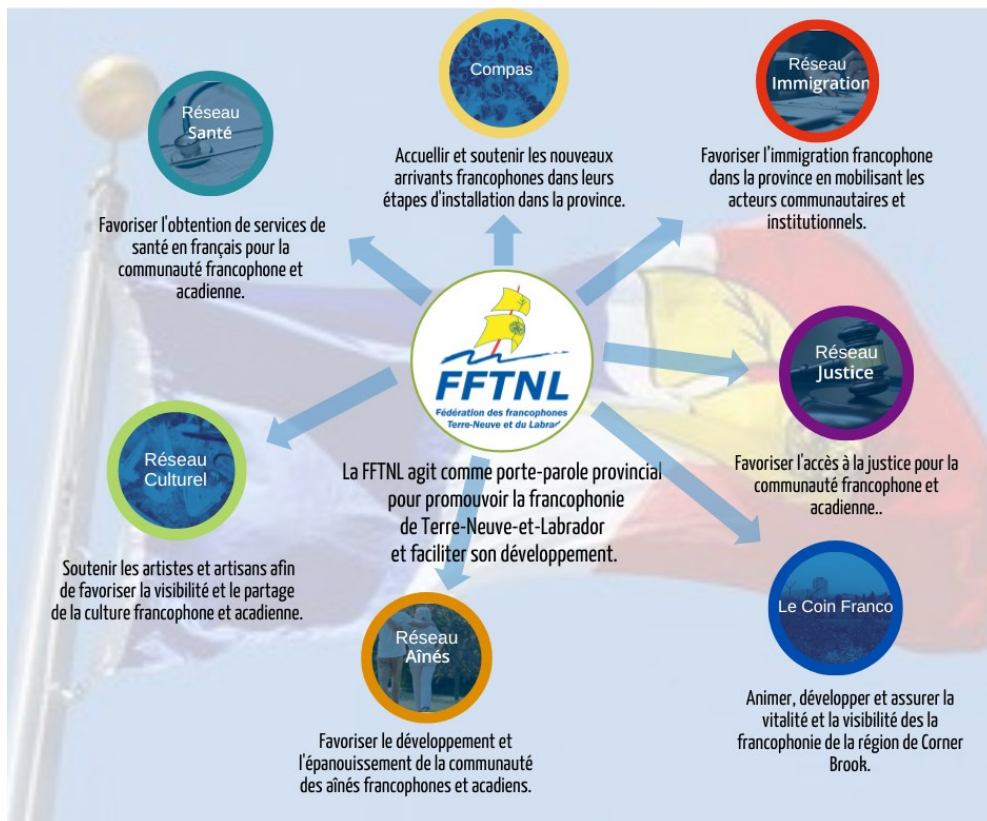 Compas
Accuellir et soutenir les nouveaux
arrivants francophones dans leurs
étapes d'installation dans la province.
Réseau
Immigration
Favoriser l'immigration francophone
dans la province en mobilisant les
acteurs communautaires et
institutionnels.
Réseau
Santé
Favoriser l'obtention de services de
santé en français pour la
communauté francophone et
acadienne.
FFTNL
Fédération des francophones
Terre-Neuve et du Labrad
La FFTNL agit comme porte-parole provincial
pour promouvoir la francophonie
de Terre-Neuve-et-Labrador
et faciliter son développement.
Réseau
Justice
Favoriser l'accès à la justice pour la
communauté francophone et
acadienne..
Réseau
Culturel
Soutenir les artistes et artisans afin
de favoriser la visibilité et le partage
de la culture francophone et acadienne.
Réseau
Aînés
Favoriser le développement et
l'épanouissement de la communauté
des aînés francophones et acadiens.
Le Coin Franco
Animer, développer et assurer la
vitalité et la visibilité des la
francophonie de la région de Corner
Brook.